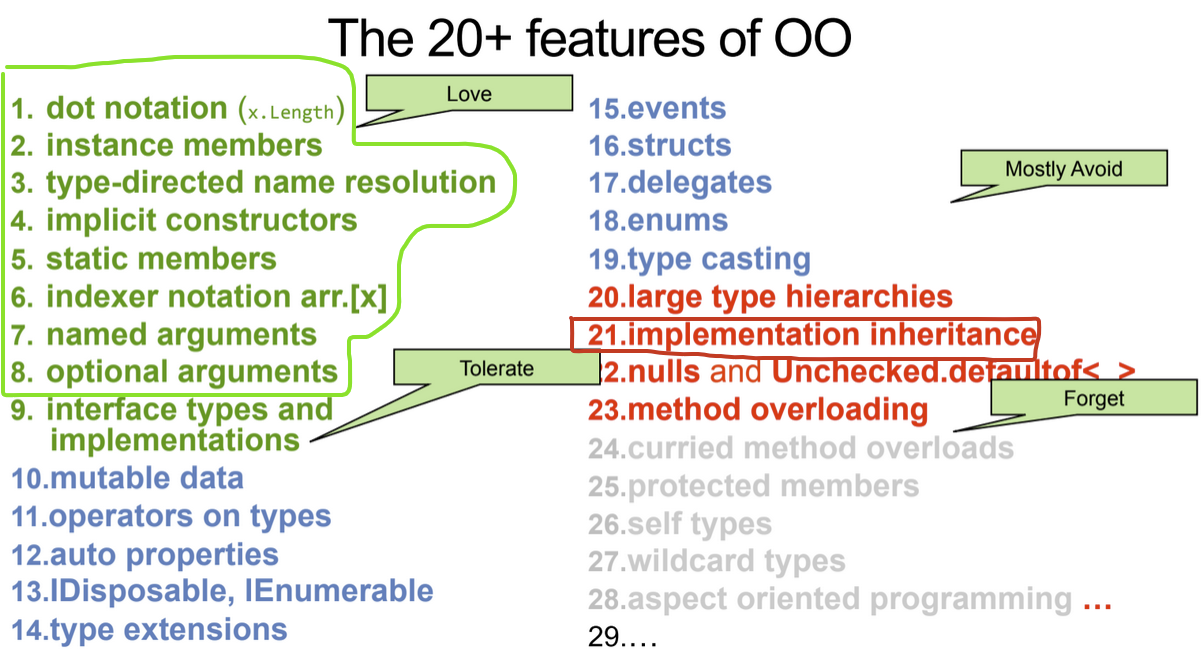 The 20+ features of OO
1. dot notation (x.Length)
2. instance members
3. type-directed name resolution
4. implicit constructors
5. static members
6. indexer notation arr.[x]
7. named arguments
8. optional arguments
9. interface types and
implementations
10.mutable data
11.operators on types
12.auto properties
13.IDisposable, IEnumerable
14.type extensions
Love
Tolerate
15.events
16.structs
17.delegates
18.enums
19.type casting
20.large type hierarchies
21.implementation inheritance
2.nulls and Unchecked.defaultof<_>
23.method overloading
24.curried method overloads
25.protected members
26.self types
27.wildcard types
28.aspect oriented programming ...
29....
Mostly Avoid
Forget